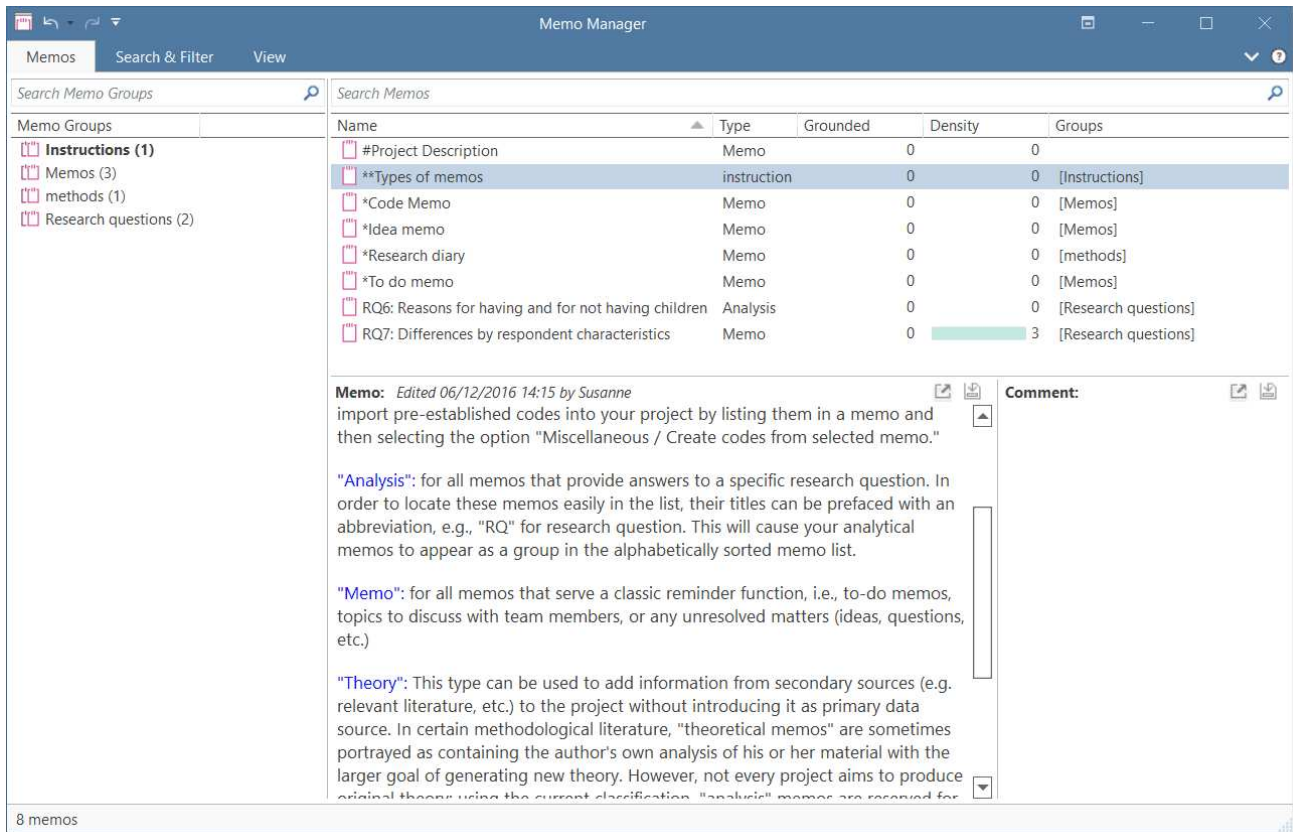 Memo Manager
Memos Search & Filter View
Search Memo Groups
Memo Groups
Instructions (1)
Memos (3)
methods (1)
Research questions (2)
Search Memos
Name Type Grounded Density Groups
#Project Description Memo 0 0
**Types of memos instruction 0 0 [Instructions]
*Code Memo Memo 0 0 [Memos]
*Idea memo Memo 0 0 [Memos]
*Research diary Memo 0 0 [methods]
*To do memo Memo 0 0 [Memos]
RQ6: Reasons for having and for not having children Analysis 0 0 [Research questions]
RQ7: Differences by respondent characteristics Memo 0 3 [Research questions]
Memo: Edited 06/12/2016 14:15 by Susanne
import pre-established codes into your project by listing them in a memo and
then selecting the option "Miscellaneous / Create codes from selected memo."
"Analysis": for all memos that provide answers to a specific research question. In
order to locate these memos easily in the list, their titles can be prefaced with an
abbreviation, e.g., "RQ" for research question. This will cause your analytical
memos to appear as a group in the alphabetically sorted memo list.
"Memo": for all memos that serve a classic reminder function, i.e., to-do memos,
topics to discuss with team members, or any unresolved matters (ideas, questions,
etc.)
"Theory": This type can be used to add information from secondary sources (e.g.
relevant literature, etc.) to the project without introducing it as primary data
source. In certain methodological literature, "theoretical memos" are sometimes
portrayed as containing the author's own analysis of his or her material with the
larger goal of generating new theory. However, not every project aims to produce
original theory: using the current classification, "analysis" memos are reserved for
Comment:
8 memos